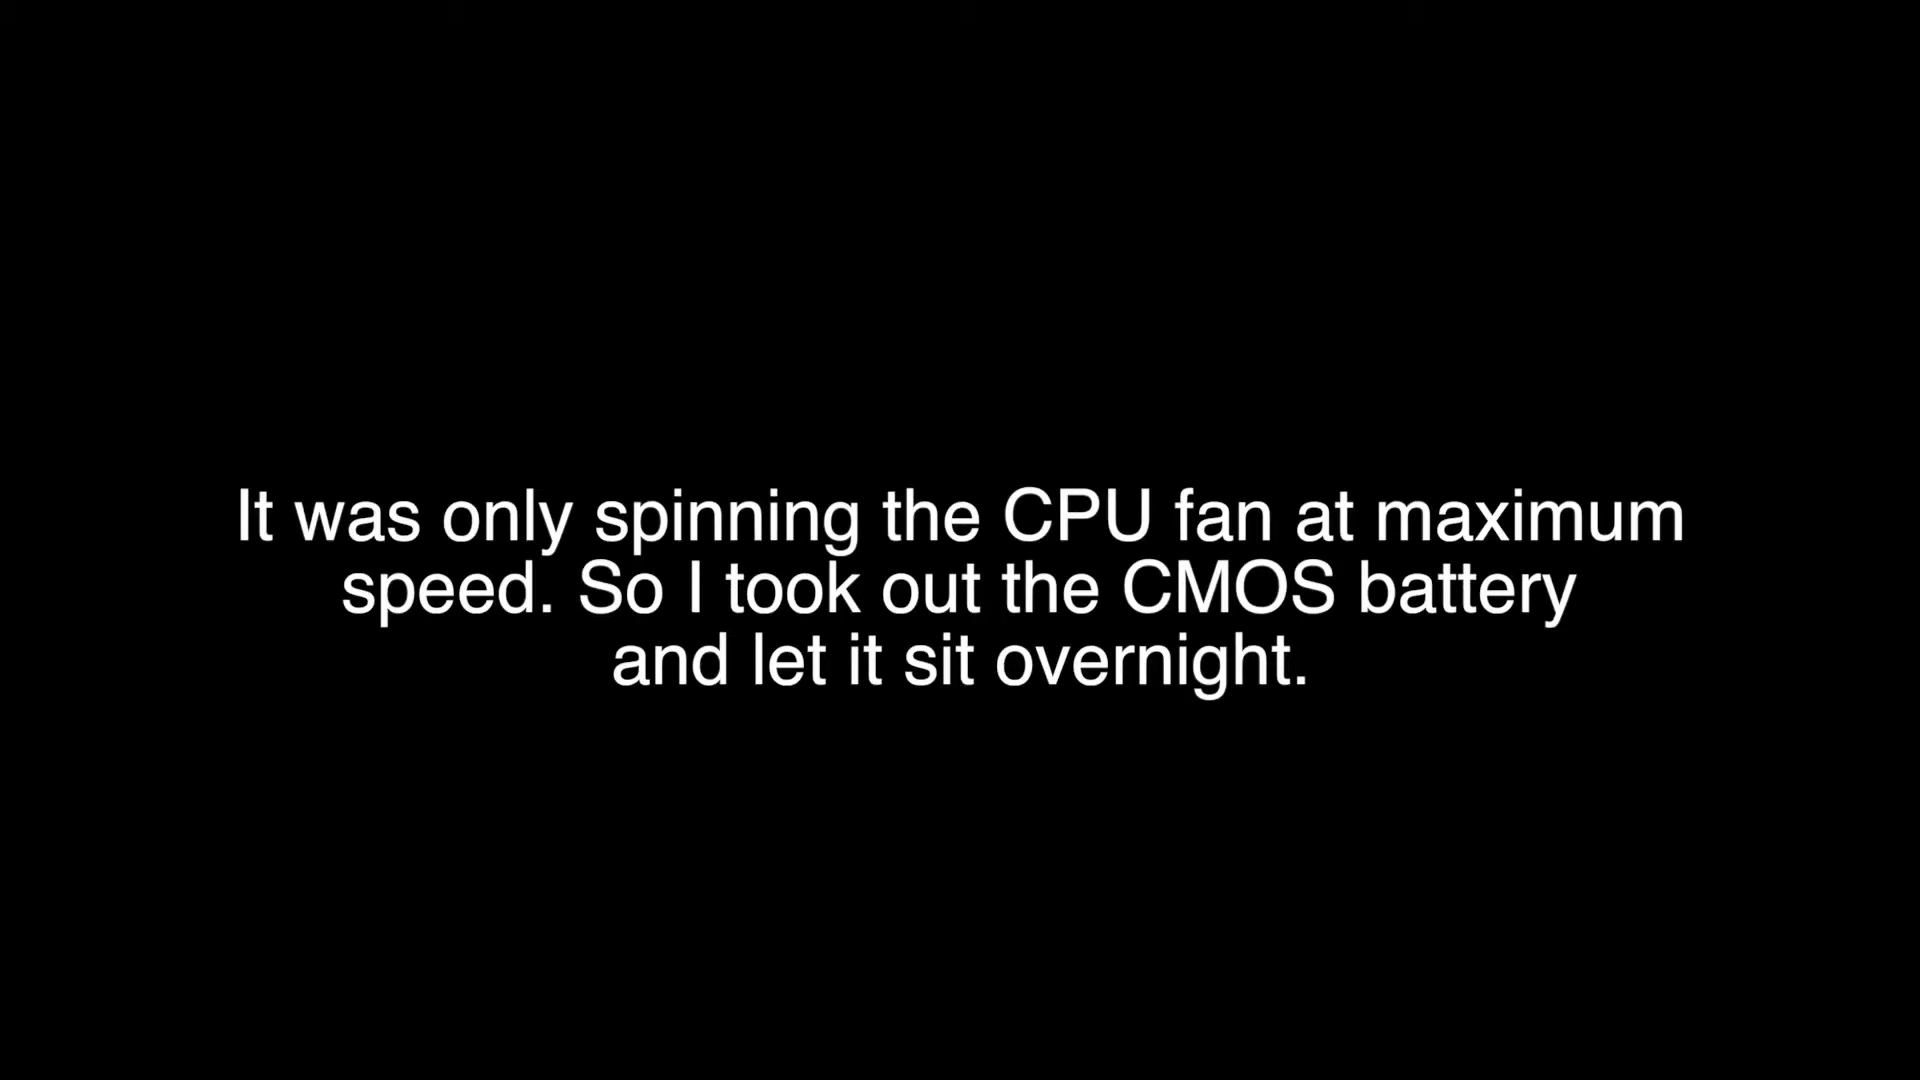 It was only spinning the CPU fan at maximum
speed. So I took out the CMOS battery
and let it sit overnight.